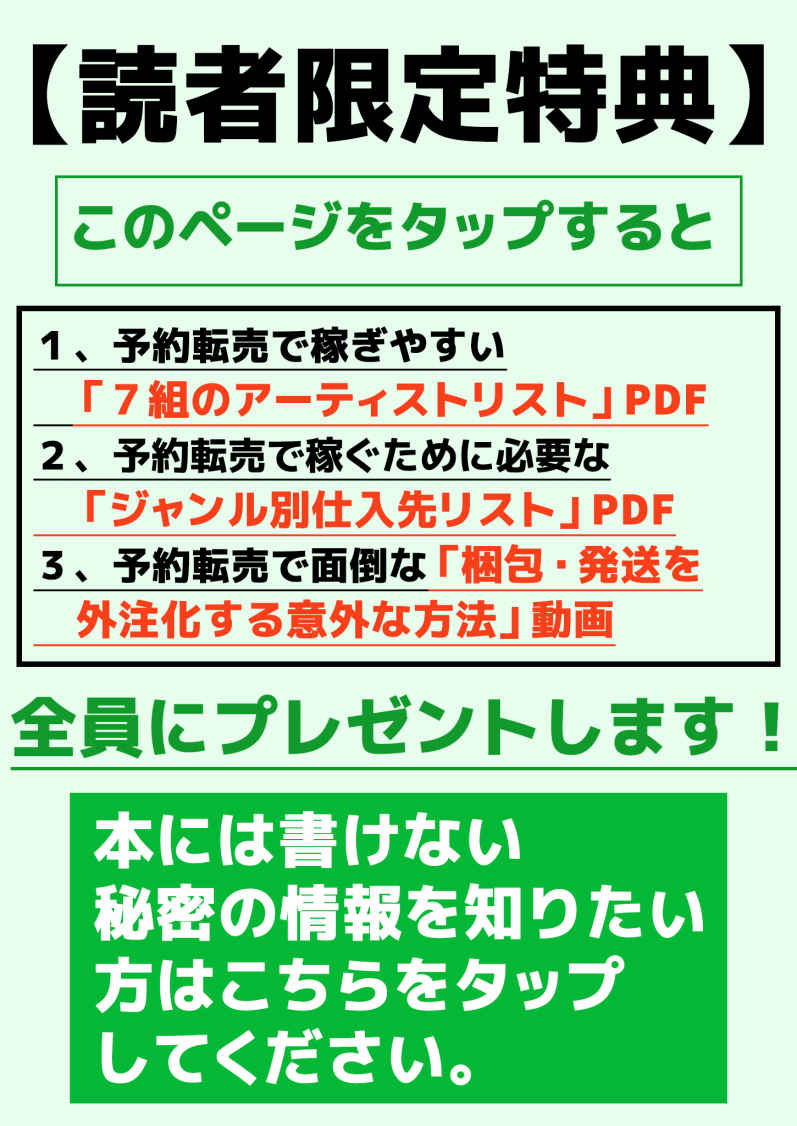 【読者限定特典】
このページをタップすると
１、予約転売で稼ぎやすい
「７組のアーティストリスト」PDF
２、予約転売で稼ぐために必要な
「ジャンル別仕入先リスト」PDF
３、予約転売で面倒な「梱包・発送を
外注化する意外な方法」動画
全員にプレゼントします！
本には書けない
秘密の情報を知りたい
方はこちらをタップ
してください。